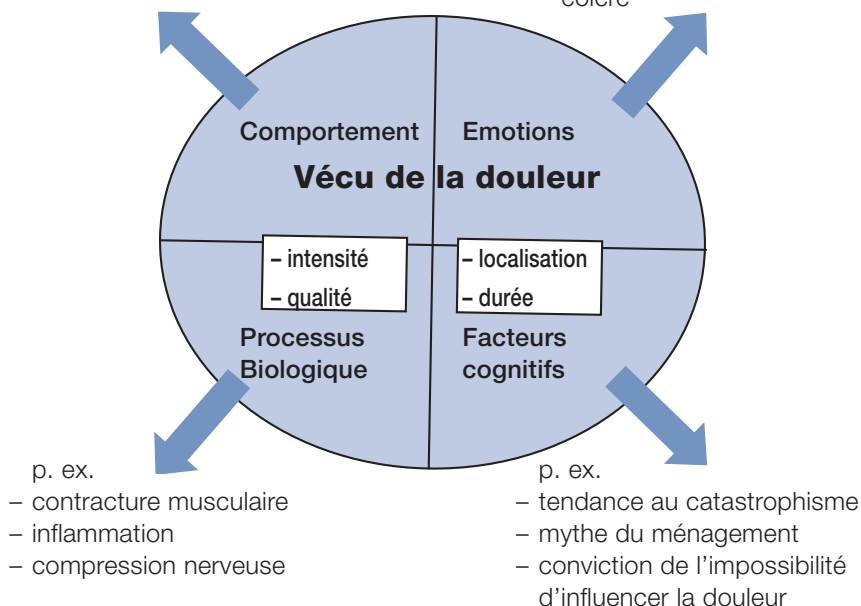 colère
Comportement
Emotions
Vécu de la douleur
– intensité
– qualité
– localisation
– durée
Processus
Biologique
Facteurs
cognitifs
p. ex.
– contracture musculaire
– inflammation
– compression nerveuse
p. ex.
– tendance au catastrophisme
– mythe du ménagement
– conviction de l’impossibilité
d’influencer la douleur